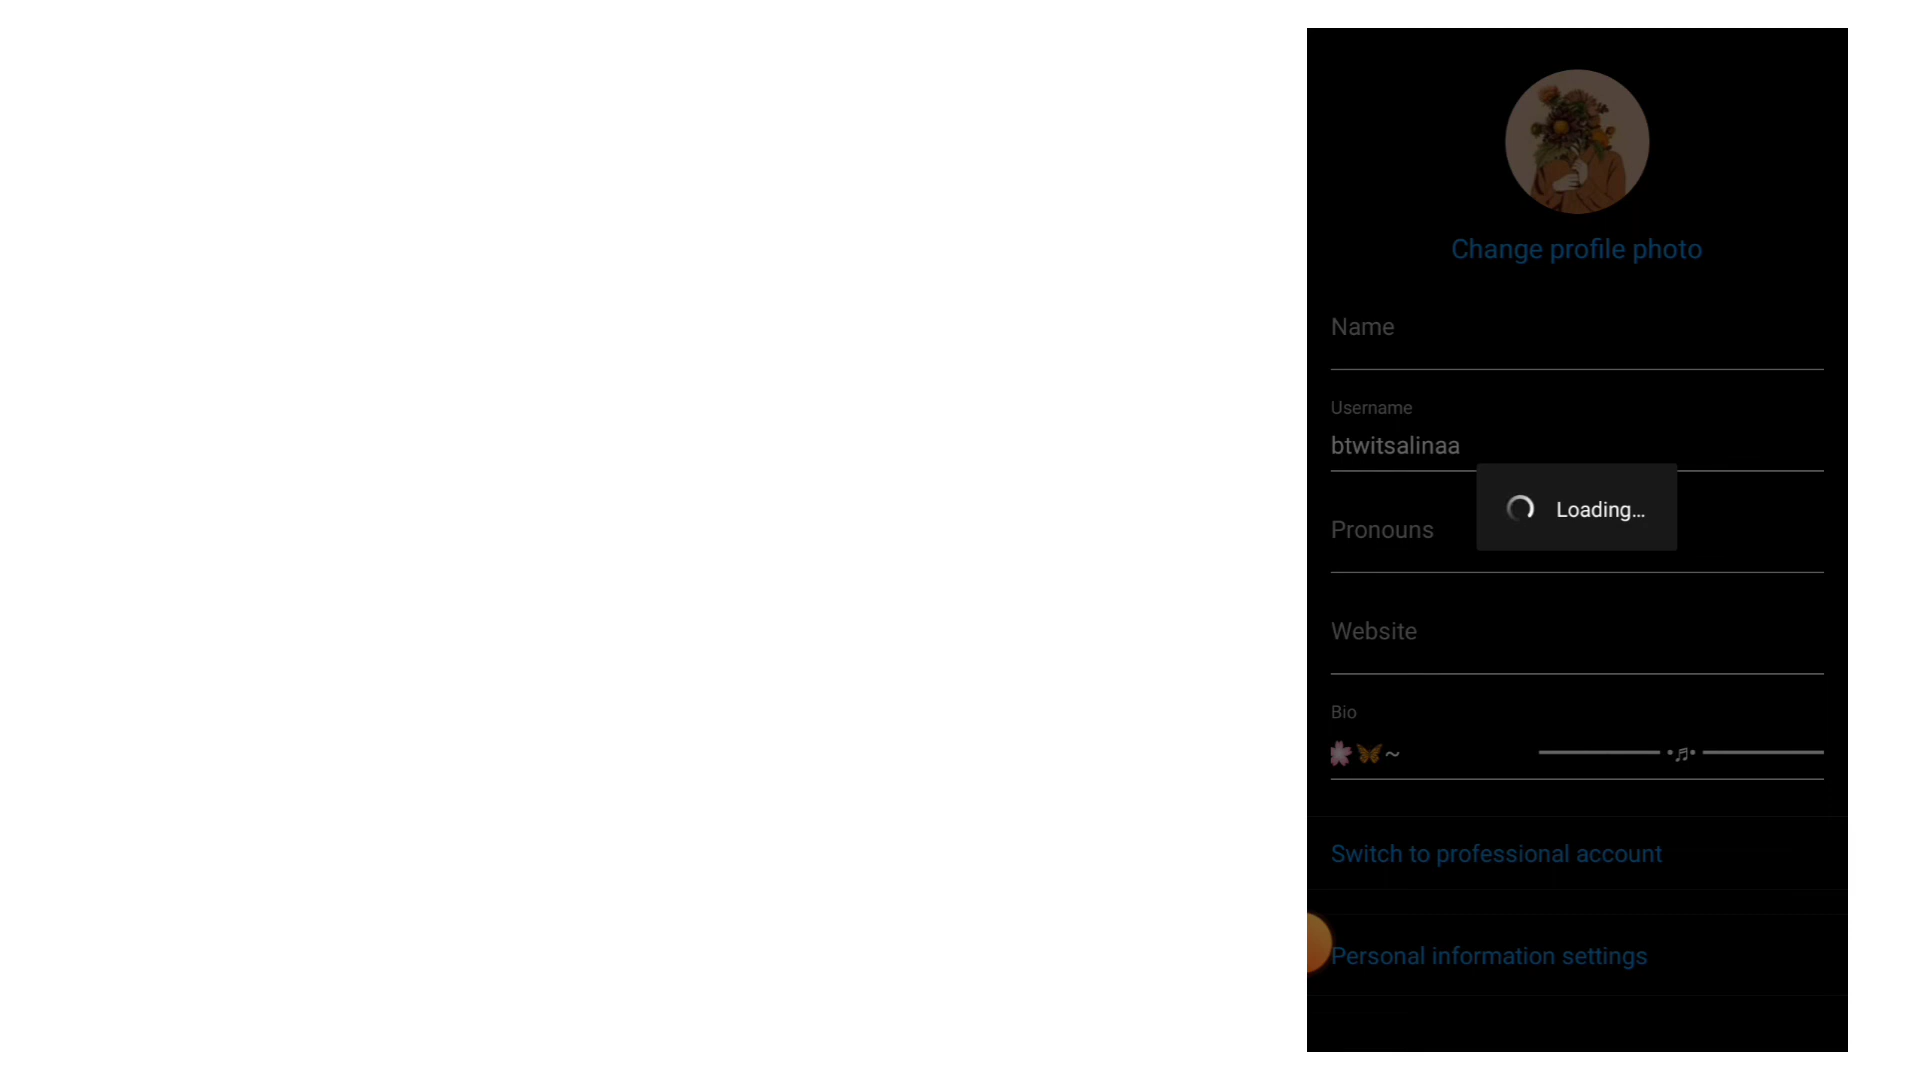 Change profile photo
Name
Username
btwitsalinaa
Loading...
Pronouns
Website
Bio
🌸🦋~ ———— •♬• ————
Switch to professional account
Personal information settings